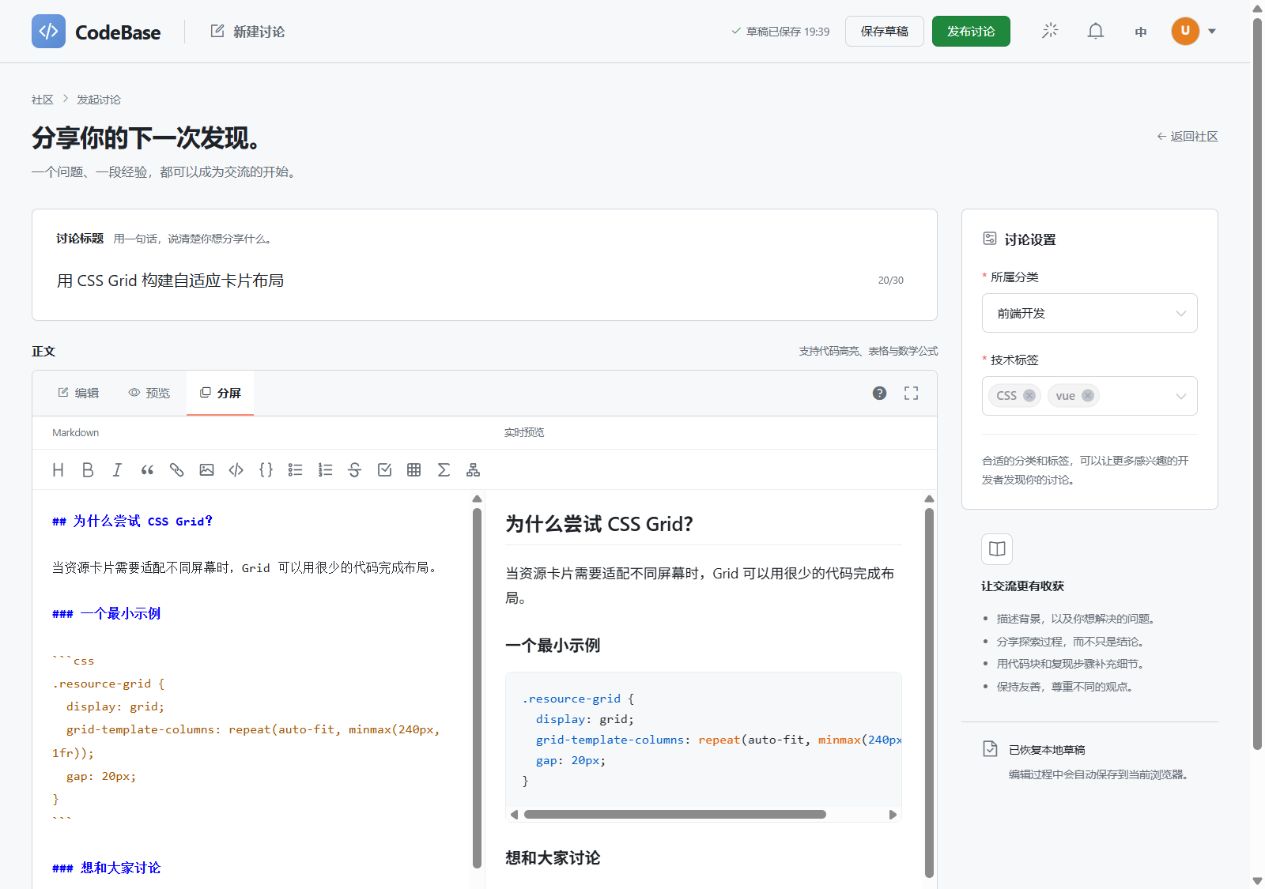 CodeBase
新建讨论
草稿已保存 19:39
保存草稿
发布讨论
中
U
社区 > 发起讨论
分享你的下一次发现。
← 返回社区
一个问题、一段经验，都可以成为交流的开始。
讨论标题 用一句话，说清楚你想分享什么。
用 CSS Grid 构建自适应卡片布局
20/30
正文
支持代码高亮、表格与数学公式
编辑
预览
分屏
Markdown
实时预览
## 为什么尝试 CSS Grid？
当资源卡片需要适配不同屏幕时，Grid 可以用很少的代码完成布局。
### 一个最小示例
```css
.resource-grid {
display: grid;
grid-template-columns: repeat(auto-fit, minmax(240px,
1fr));
gap: 20px;
}
```
### 想和大家讨论
为什么尝试 CSS Grid？
当资源卡片需要适配不同屏幕时，Grid 可以用很少的代码完成布
局。
一个最小示例
.resource-grid {
display: grid;
grid-template-columns: repeat(auto-fit, minmax(240px
gap: 20px;
}
想和大家讨论
讨论设置
* 所属分类
前端开发
* 技术标签
CSS
vue
合适的分类和标签，可以让更多感兴趣的开
发者发现你的讨论。
让交流更有收获
• 描述背景，以及你想解决的问题。
• 分享探索过程，而不只是结论。
• 用代码块和复现步骤补充细节。
• 保持友善，尊重不同的观点。
已恢复本地草稿
编辑过程中会自动保存到当前浏览器。